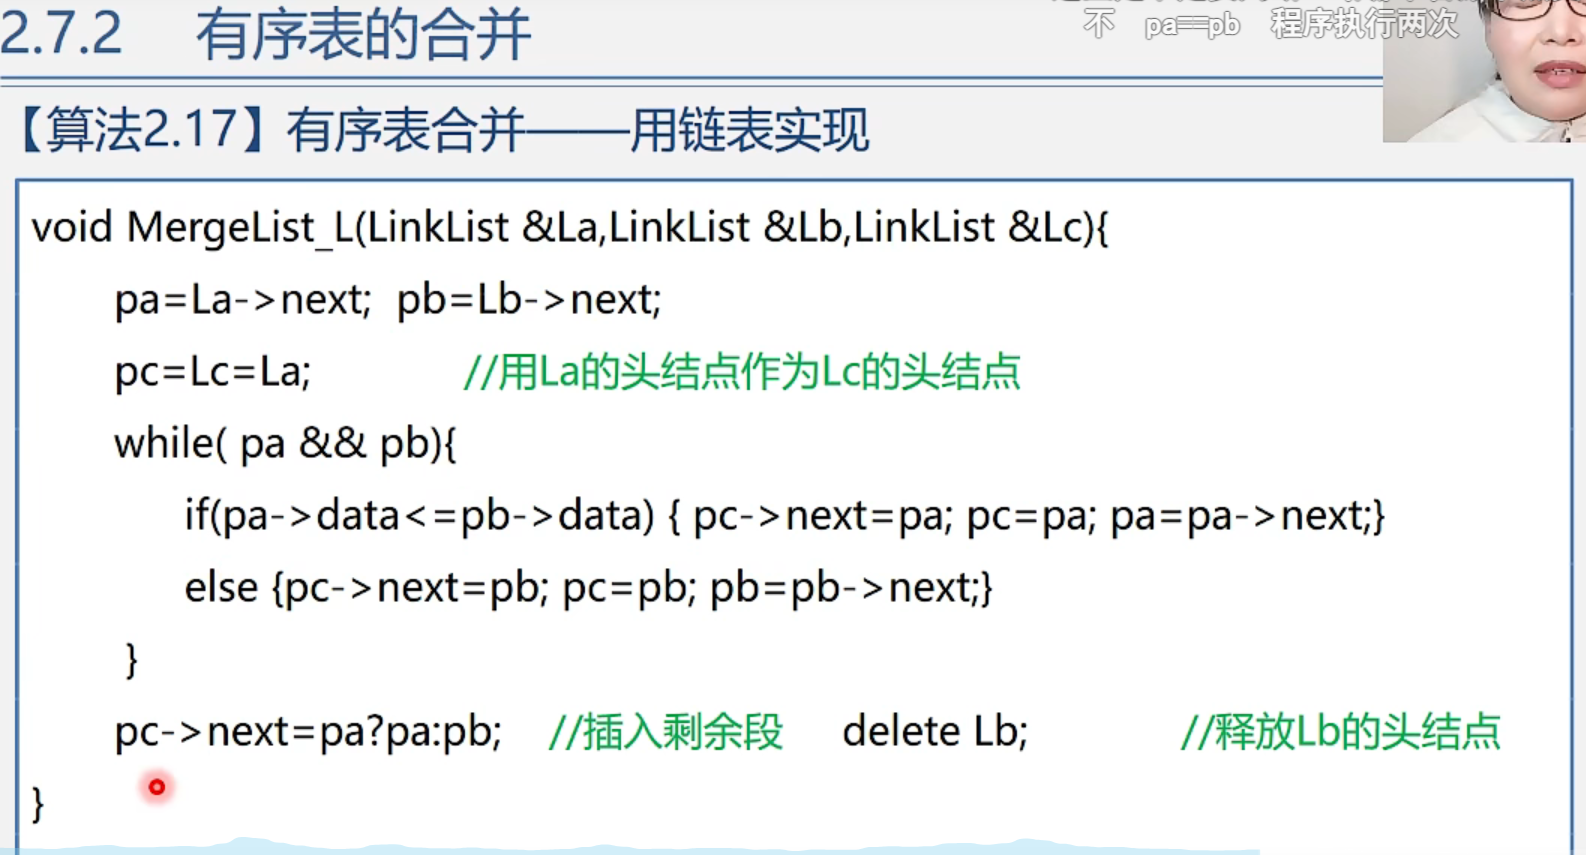 2.7.2 有序表的合并
不 pa==pb 程序执行两次
【算法2.17】有序表合并——用链表实现
void MergeList_L(LinkList &La,LinkList &Lb,LinkList &Lc){
pa=La->next; pb=Lb->next;
pc=Lc=La; //用La的头结点作为Lc的头结点
while( pa && pb){
if(pa->data<=pb->data) { pc->next=pa; pc=pa; pa=pa->next;}
else {pc->next=pb; pc=pb; pb=pb->next;}
}
pc->next=pa?pa:pb; //插入剩余段 delete Lb; //释放Lb的头结点
}